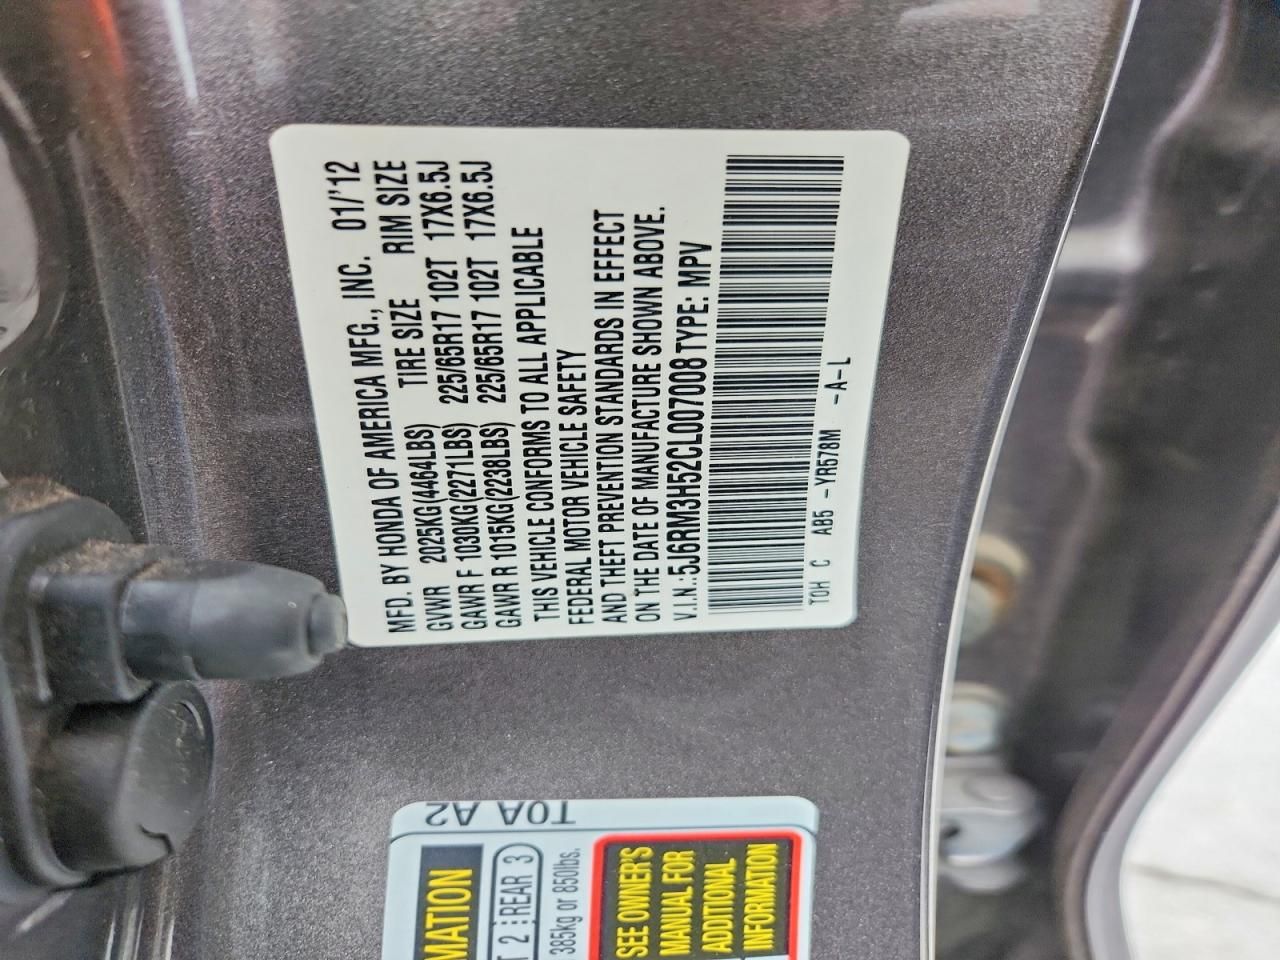 MFD. BY HONDA OF AMERICA MFG., INC. 01/'12
GVWR 2025KG(4464LBS) TIRE SIZE RIM SIZE
GAWR F 1030KG(2271LBS) 225/65R17 102T 17X6.5J
GAWR R 1015KG(2238LBS) 225/65R17 102T 17X6.5J
THIS VEHICLE CONFORMS TO ALL APPLICABLE
FEDERAL MOTOR VEHICLE SAFETY
AND THEFT PREVENTION STANDARDS IN EFFECT
ON THE DATE OF MANUFACTURE SHOWN ABOVE.
V.I.N.: 5J6RM3H52CL007008 TYPE: MPV
TOH C AB5 -YR578M -A-L
T0A A2
MATION
T 2 REAR 3
385kg or 850lbs.
SEE OWNER'S
MANUAL FOR
ADDITIONAL
INFORMATION